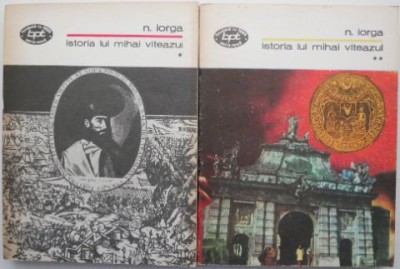 bpt
n. iorga
istoria lui mihai viteazul
*
bpt
n. iorga
istoria lui mihai viteazul
**